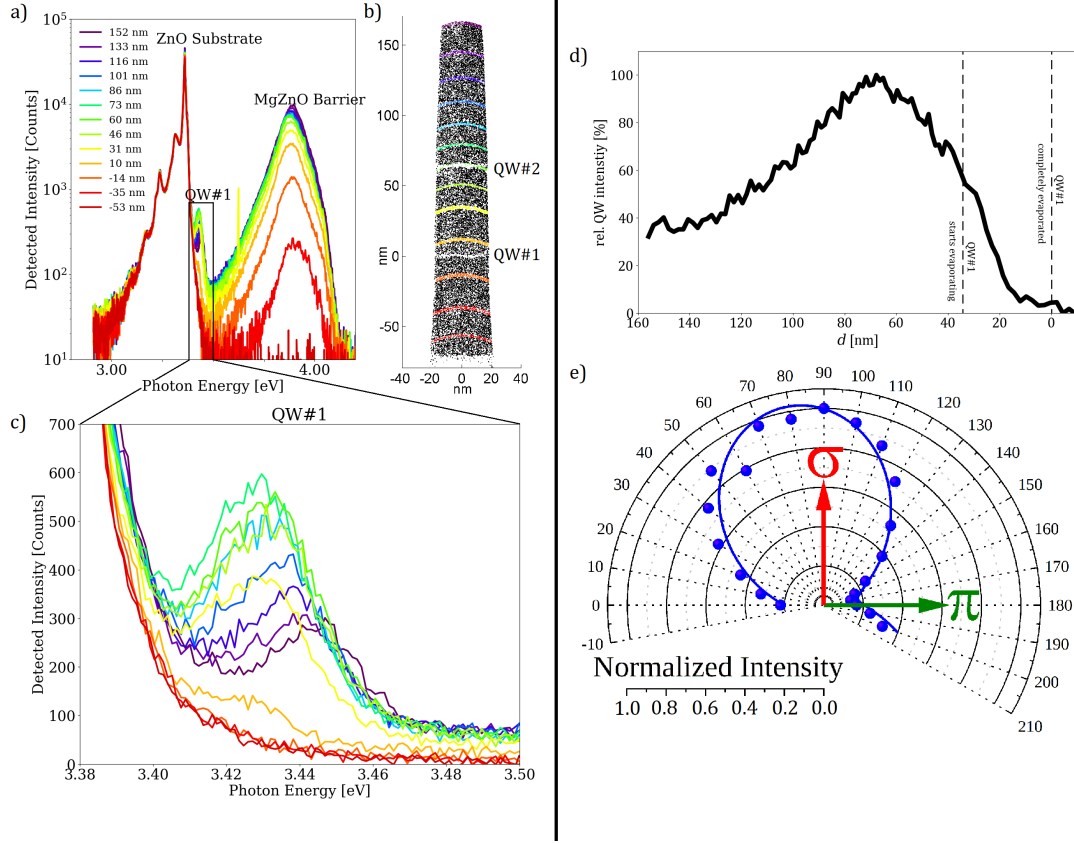 a)
10^5
10^4
10^3
10^2
10^1
Detected Intensity [Counts]
152 nm
133 nm
116 nm
101 nm
86 nm
73 nm
60 nm
46 nm
31 nm
10 nm
-14 nm
-35 nm
-53 nm
ZnO Substrate
MgZnO Barrier
QW#1
3.00 4.00
Photon Energy [eV]
b)
150
100
50
0
-50
nm
QW#2
QW#1
-40 -20 0 20 40
nm
c)
QW#1
700
600
500
400
300
200
100
0
Detected Intensity [Counts]
3.38 3.40 3.42 3.44 3.46 3.48 3.50
Photon Energy [eV]
d)
100
80
60
40
20
0
rel. QW intenstiy [%]
QW#1
starts evaporating
QW#1
completely evaporated
160 140 120 100 80 60 40 20 0
d [nm]
e)
-10
0
10
20
30
40
50
60
70
80
90
100
110
120
130
140
150
160
170
180
190
200
210
σ
π
Normalized Intensity
1.0 0.8 0.6 0.4 0.2 0.0